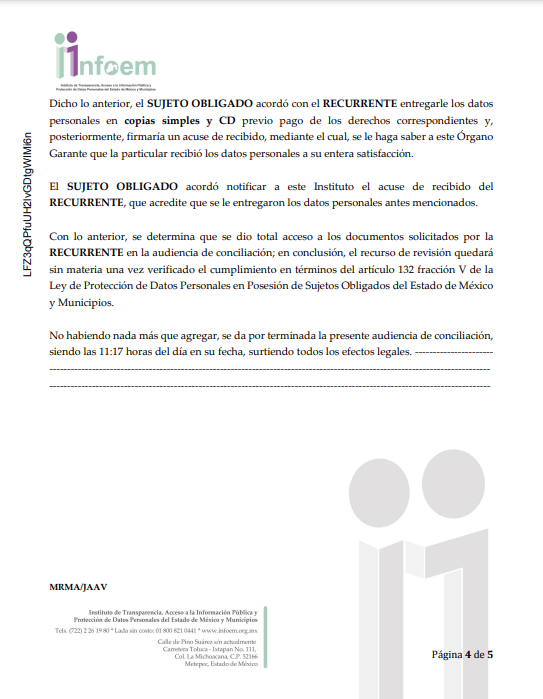 infoem
Instituto de Transparencia, Acceso a la Información Pública y
Protección de Datos Personales del Estado de México y Municipios
Dicho lo anterior, el SUJETO OBLIGADO acordó con el RECURRENTE entregarle los datos
personales en copias simples y CD previo pago de los derechos correspondientes y,
posteriormente, firmaría un acuse de recibido, mediante el cual, se le haga saber a este Órgano
Garante que la particular recibió los datos personales a su entera satisfacción.
El SUJETO OBLIGADO acordó notificar a este Instituto el acuse de recibido del
RECURRENTE, que acredite que se le entregaron los datos personales antes mencionados.
Con lo anterior, se determina que se dio total acceso a los documentos solicitados por la
RECURRENTE en la audiencia de conciliación; en conclusión, el recurso de revisión quedará
sin materia una vez verificado el cumplimiento en términos del artículo 132 fracción V de la
Ley de Protección de Datos Personales en Posesión de Sujetos Obligados del Estado de México
y Municipios.
No habiendo nada más que agregar, se da por terminada la presente audiencia de conciliación,
siendo las 11:17 horas del día en su fecha, surtiendo todos los efectos legales. ----------------------
----------------------------------------------------------------------------------------------------------------------------
----------------------------------------------------------------------------------------------------------------------------
LFZ3qQPfuUH2IvGDtgWIMl6n
MRMA/JAAV
Instituto de Transparencia, Acceso a la Información Pública y
Protección de Datos Personales del Estado de México y Municipios
Tels. (722) 2 26 19 80 * Lada sin costo: 01 800 821 0441 * www.infoem.org.mx
Calle de Pino Suárez s/n actualmente
Carretera Toluca - Ixtapan No. 111,
Col. La Michoacana, C.P. 52166
Metepec, Estado de México
Página 4 de 5